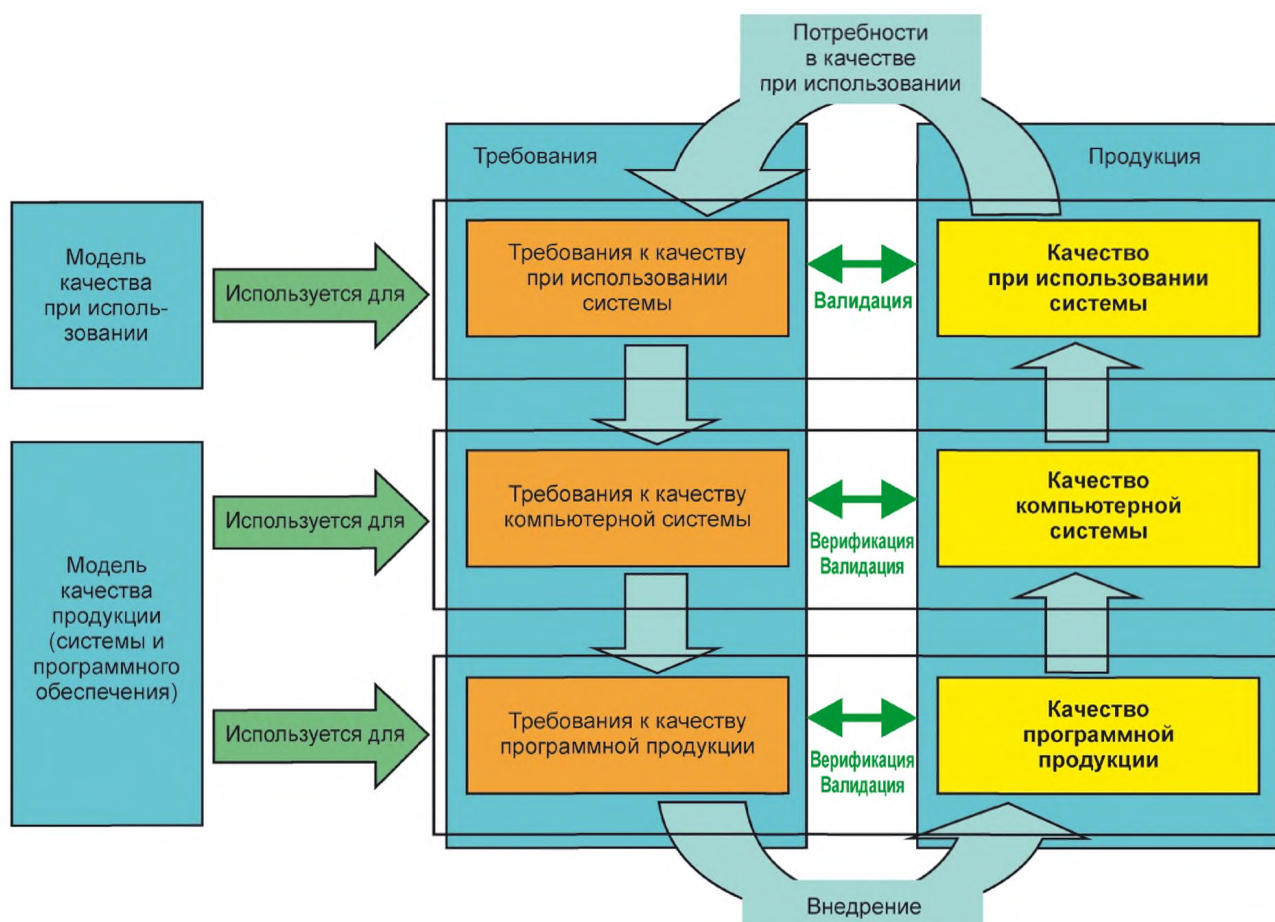 Потребности
в качестве
при использовании
Требования
Продукция
Модель
качества
при исполь-
зовании
Используется для
Требования к качеству
при использовании
системы
Валидация
Качество
при использовании
системы
Модель
качества
продукции
(системы и
программного
обеспечения)
Используется для
Требования к качеству
компьютерной системы
Верификация
Валидация
Качество
компьютерной
системы
Используется для
Требования к качеству
программной продукции
Верификация
Валидация
Качество
программной
продукции
Внедрение